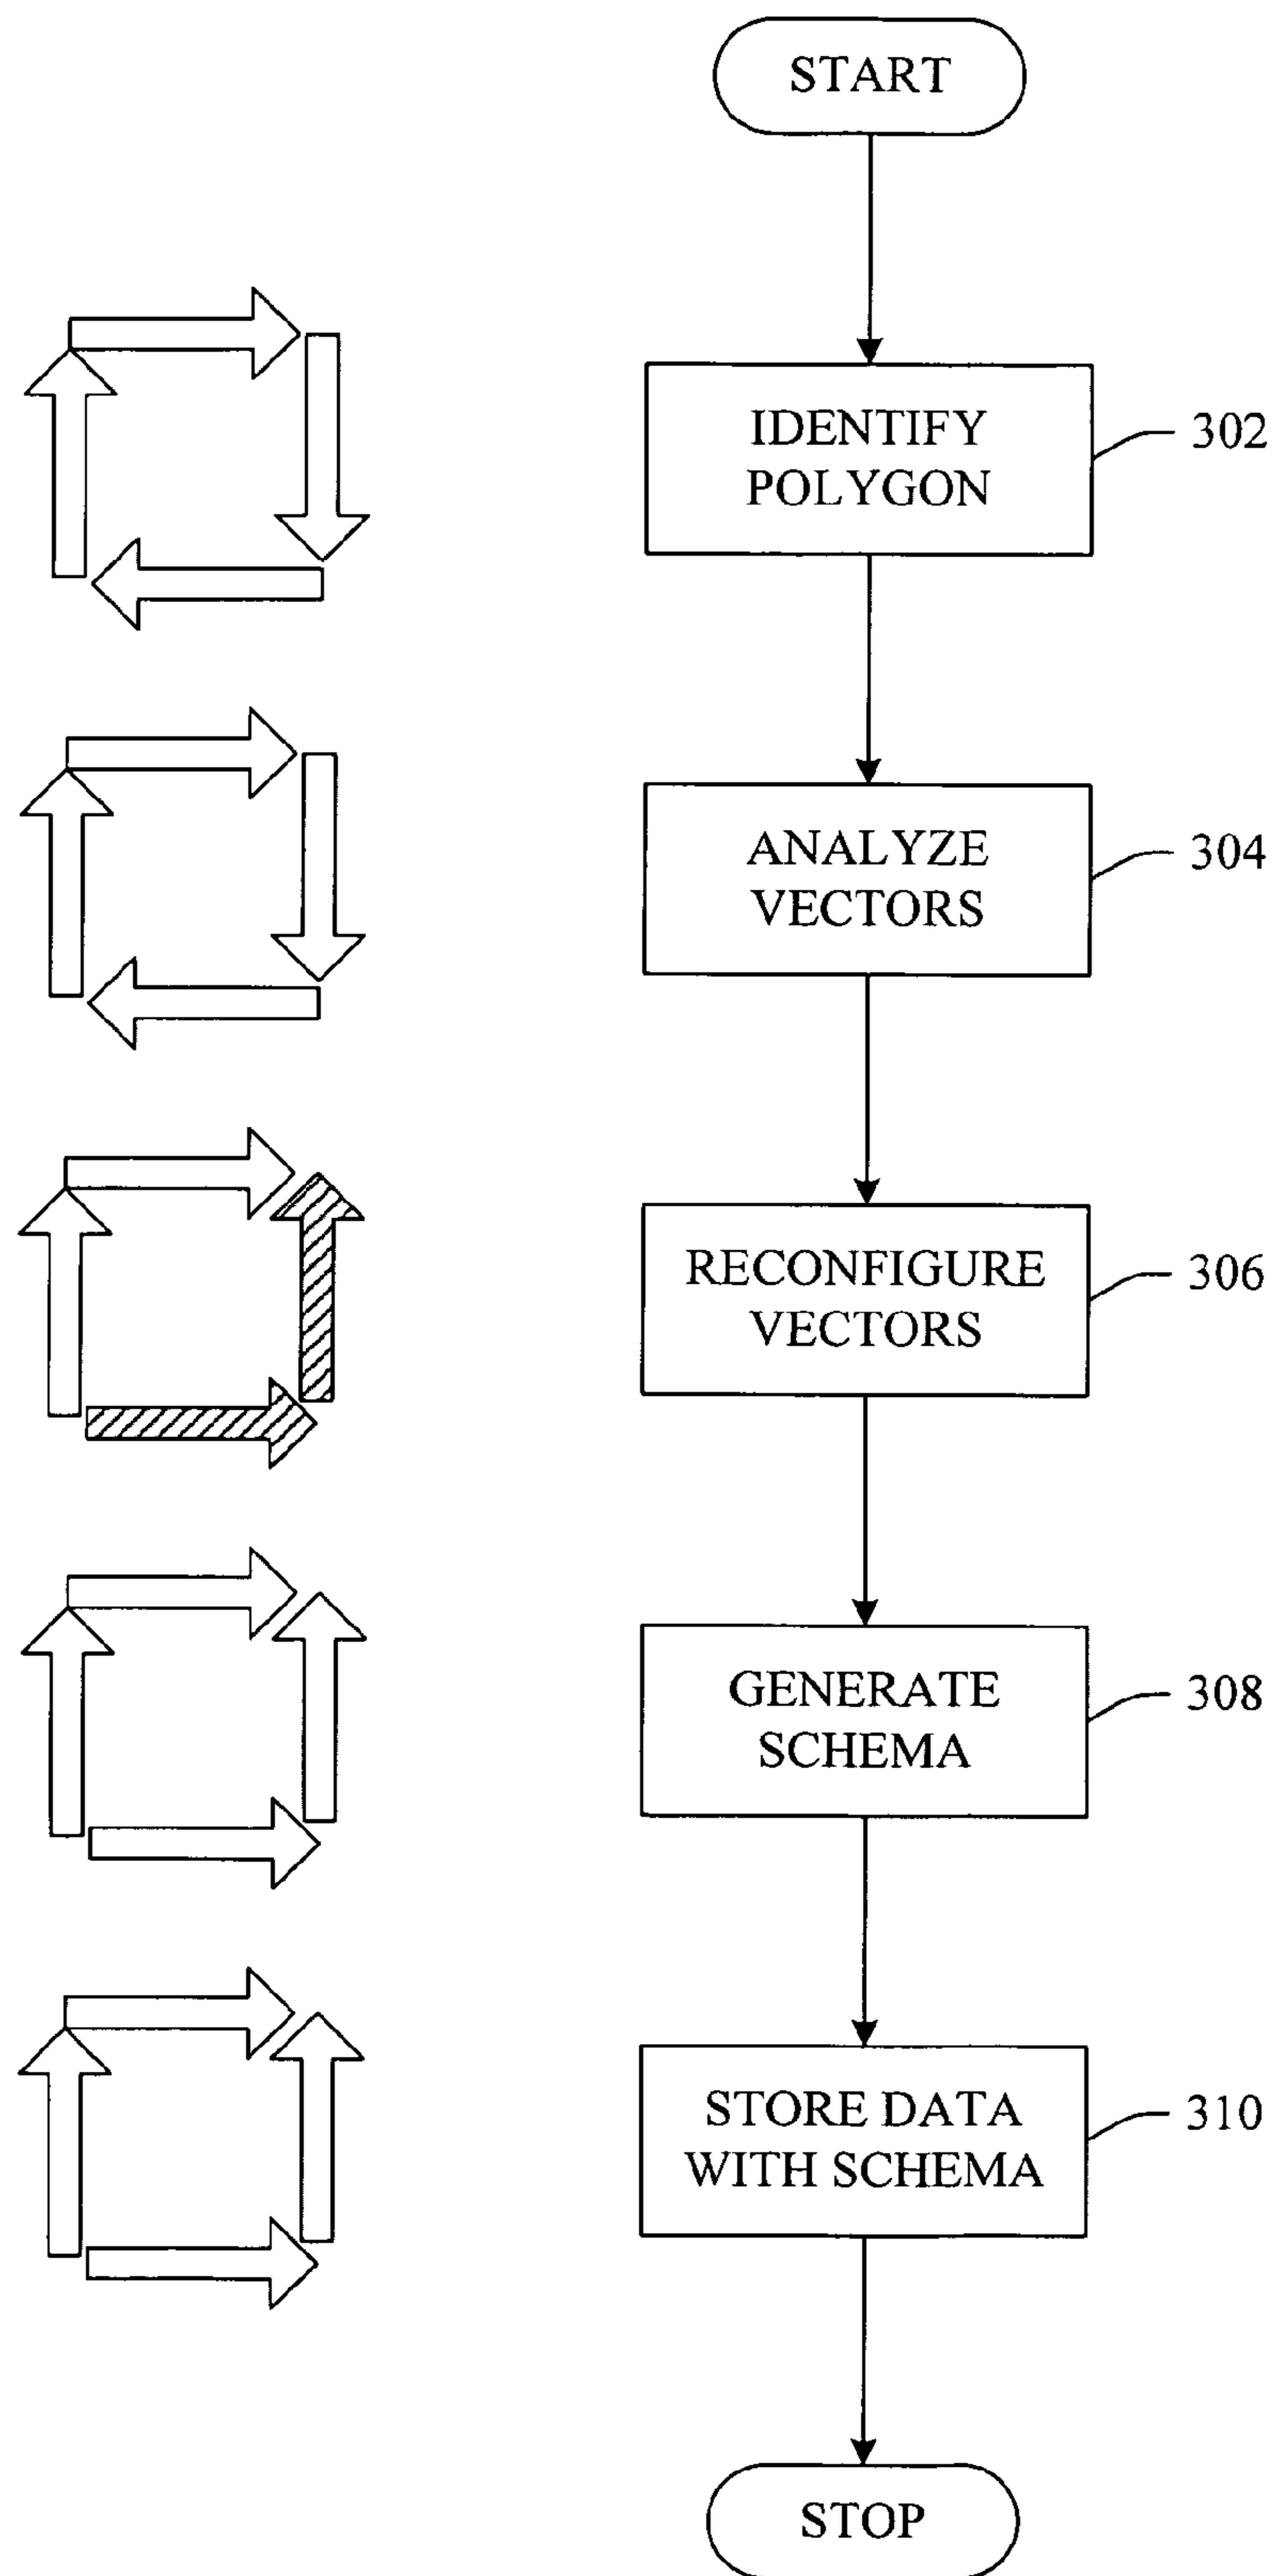 START
IDENTIFY
POLYGON
302
ANALYZE
VECTORS
304
RECONFIGURE
VECTORS
306
GENERATE
SCHEMA
308
STORE DATA
WITH SCHEMA
310
STOP